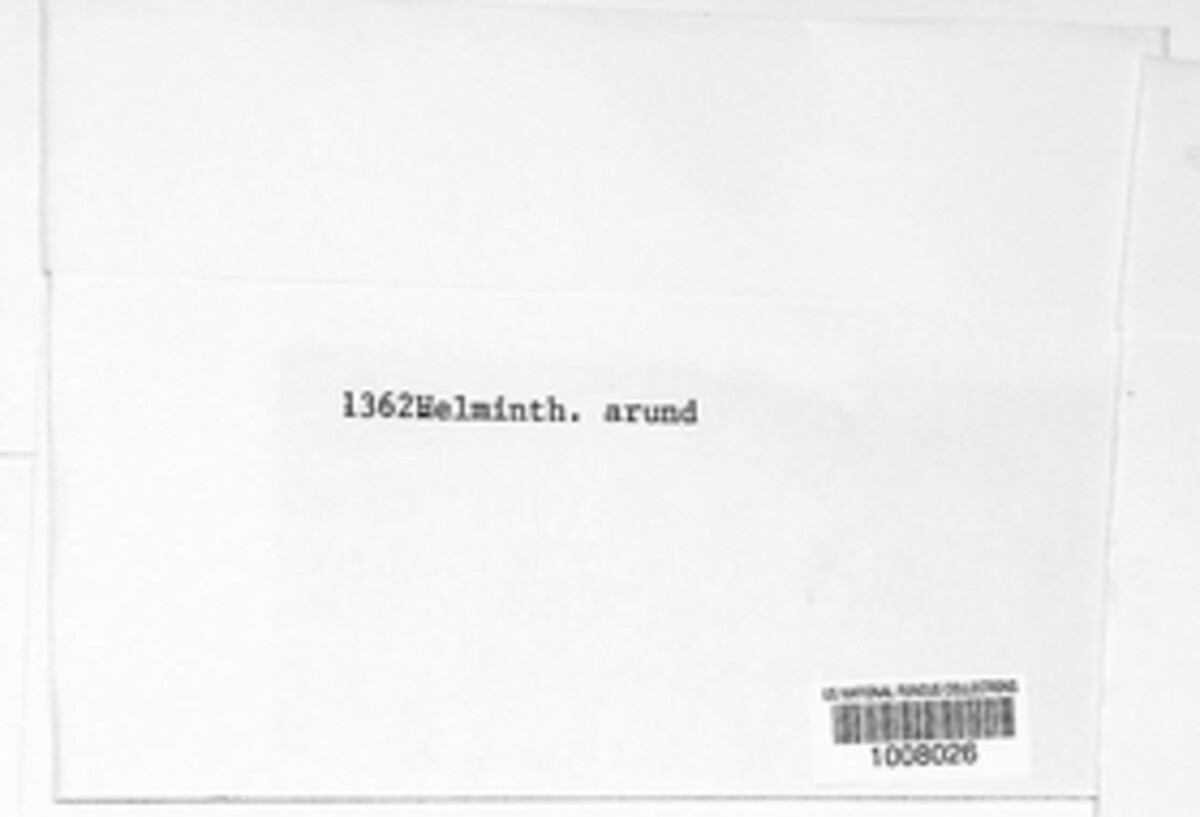 1362Helminth. arund
US NATIONAL FUNGUS COLLECTIONS
1008026